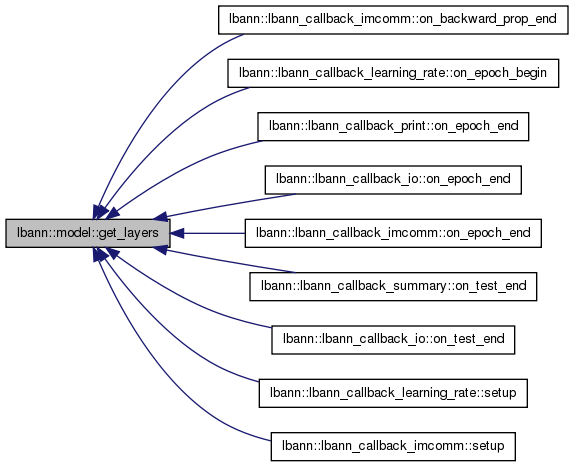 lbann::lbann_callback_imcomm::on_backward_prop_end
lbann::lbann_callback_learning_rate::on_epoch_begin
lbann::lbann_callback_print::on_epoch_end
lbann::lbann_callback_io::on_epoch_end
lbann::model::get_layers
lbann::lbann_callback_imcomm::on_epoch_end
lbann::lbann_callback_summary::on_test_end
lbann::lbann_callback_io::on_test_end
lbann::lbann_callback_learning_rate::setup
lbann::lbann_callback_imcomm::setup